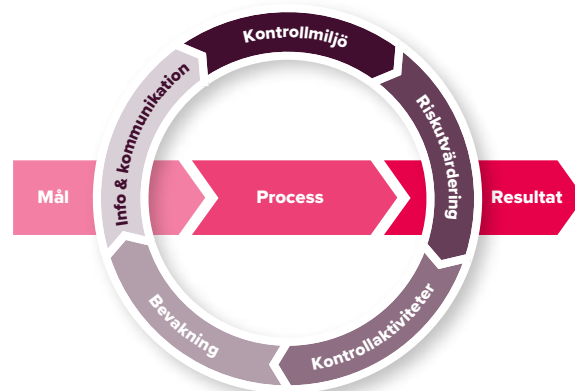 Kontrollmiljö
Riskutvärdering
Kontrollaktiviteter
Bevakning
Info & kommunikation
Mål
Process
Resultat